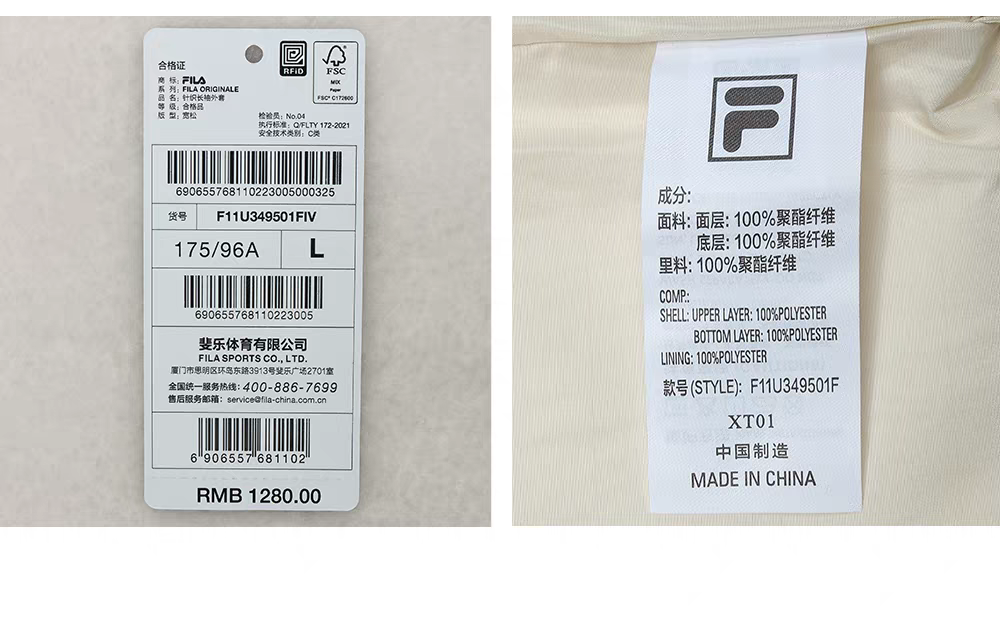 合格证
商 标: FILA
系 列: FILA ORIGINALE
品 名: 针织长袖外套
等 级: 合格品
版 型: 宽松
RFiD
FSC
MIX
Paper
FSC® C172600
检验员: No.04
执行标准: Q/FLTY 172-2021
安全技术类别: C类
690655768110223005000325
货号 F11U349501FIV
175/96A L
690655768110223005
斐乐体育有限公司
FILA SPORTS CO., LTD.
厦门市思明区环岛东路3913号斐乐广场2701室
全国统一服务热线: 400-886-7699
售后服务邮箱: service@fila-china.com.cn
6 906557 681102
RMB 1280.00
F
成分:
面料: 面层: 100%聚酯纤维
底层: 100%聚酯纤维
里料: 100%聚酯纤维
COMP.:
SHELL: UPPER LAYER: 100%POLYESTER
BOTTOM LAYER: 100%POLYESTER
LINING: 100%POLYESTER
款号(STYLE): F11U349501F
XT01
中国制造
MADE IN CHINA